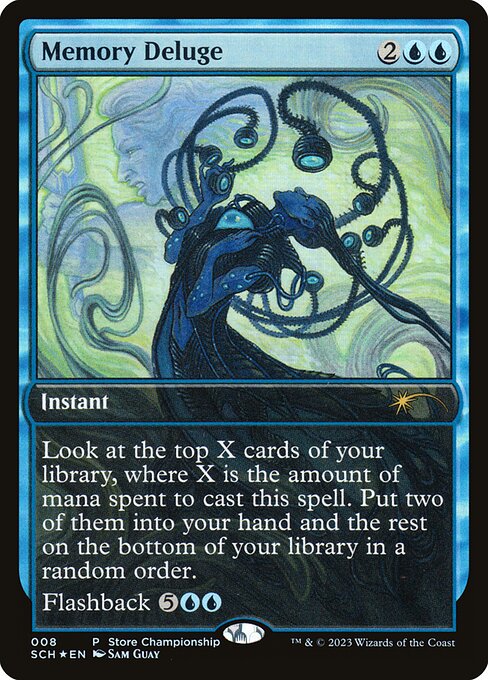 Memory Deluge 2
Instant
Look at the top X cards of your
library, where X is the amount of
mana spent to cast this spell. Put two
of them into your hand and the rest
on the bottom of your library in a
random order.
Flashback 5
008 P Store Championship
SCH ★ EN Sam Guay
™ & © 2023 Wizards of the Coast